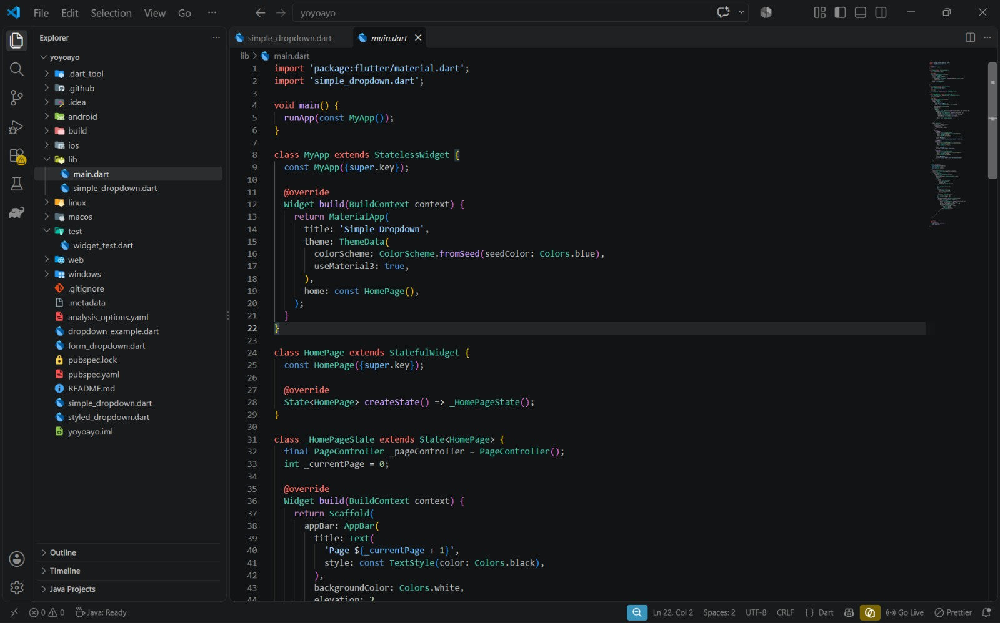 File Edit Selection View Go ··· yoyoayo
Explorer
yoyoayo
.dart_tool
.github
.idea
android
build
ios
lib
main.dart
simple_dropdown.dart
linux
macos
test
widget_test.dart
web
windows
.gitignore
.metadata
analysis_options.yaml
dropdown_example.dart
form_dropdown.dart
pubspec.lock
pubspec.yaml
README.md
simple_dropdown.dart
styled_dropdown.dart
yoyoayo.iml
Outline
Timeline
Java Projects
simple_dropdown.dart main.dart
lib > main.dart
1 import 'package:flutter/material.dart';
2 import 'simple_dropdown.dart';
3
4 void main() {
5   runApp(const MyApp());
6 }
7
8 class MyApp extends StatelessWidget {
9   const MyApp({super.key});
10
11   @override
12   Widget build(BuildContext context) {
13     return MaterialApp(
14       title: 'Simple Dropdown',
15       theme: ThemeData(
16         colorScheme: ColorScheme.fromSeed(seedColor: Colors.blue),
17         useMaterial3: true,
18       ),
19       home: const HomePage(),
20     );
21   }
22 }
23
24 class HomePage extends StatefulWidget {
25   const HomePage({super.key});
26
27   @override
28   State<HomePage> createState() => _HomePageState();
29 }
30
31 class _HomePageState extends State<HomePage> {
32   final PageController _pageController = PageController();
33   int _currentPage = 0;
34
35   @override
36   Widget build(BuildContext context) {
37     return Scaffold(
38       appBar: AppBar(
39         title: Text(
40           'Page ${_currentPage + 1}',
41           style: const TextStyle(color: Colors.black),
42         ),
43         backgroundColor: Colors.white,
44         elevation: 2
0 0 Java: Ready Ln 22, Col 2 Spaces: 2 UTF-8 CRLF { } Dart Go Live Prettier